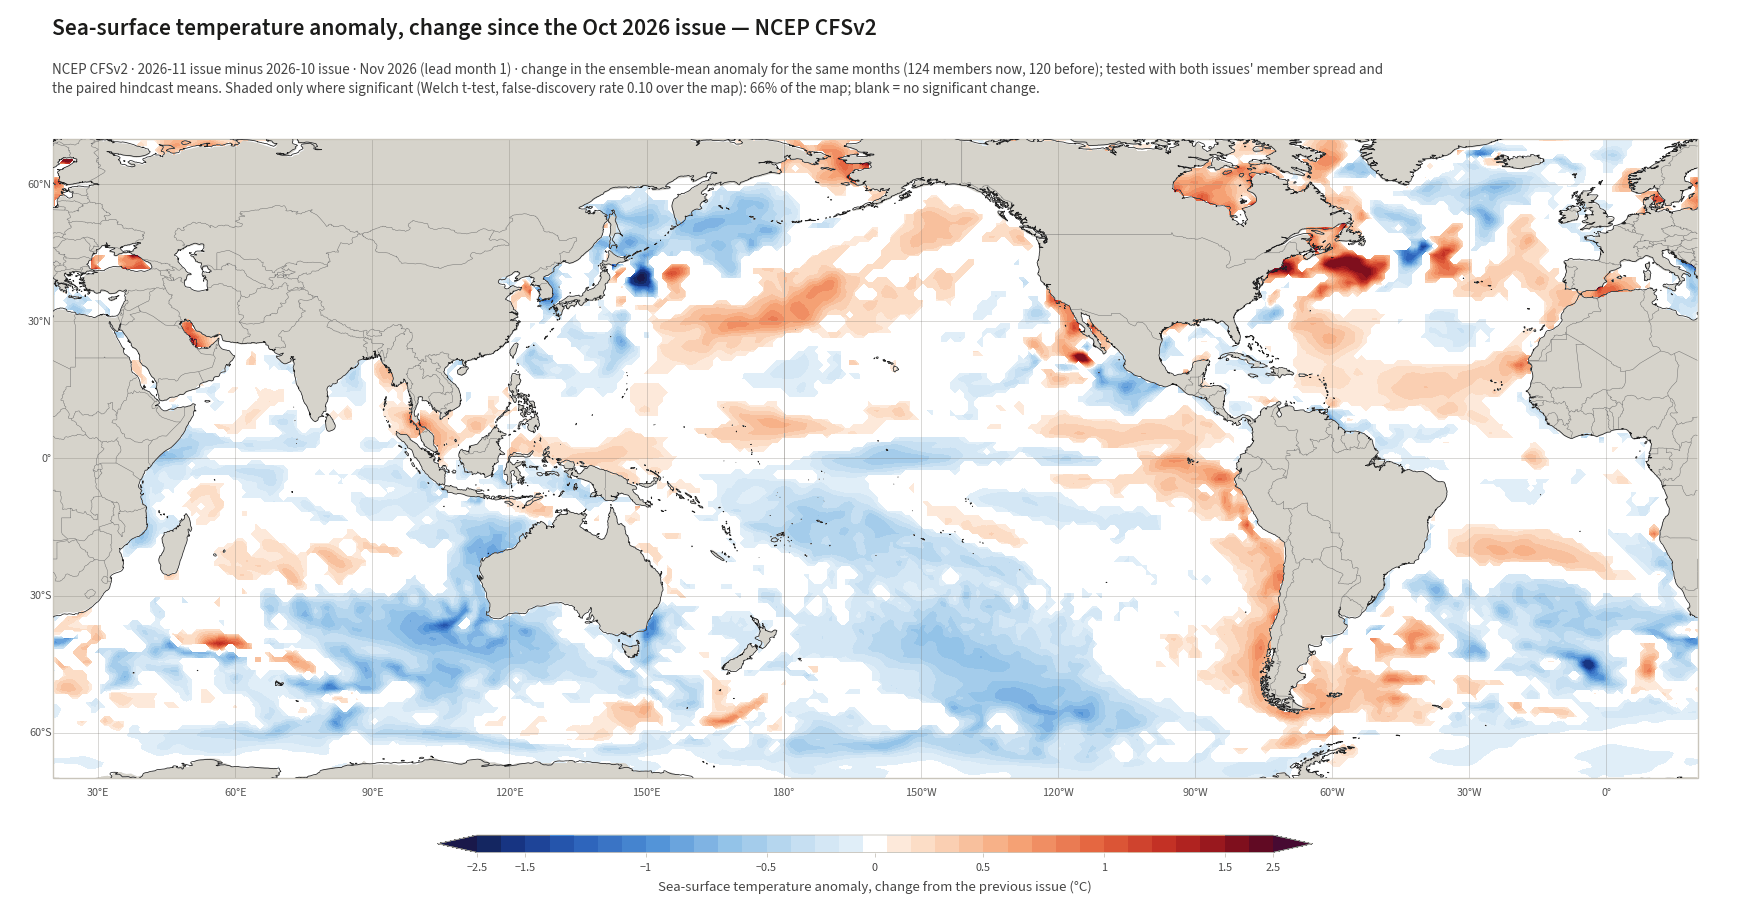 Sea-surface temperature anomaly, change since the Oct 2026 issue — NCEP CFSv2
NCEP CFSv2 · 2026-11 issue minus 2026-10 issue · Nov 2026 (lead month 1) · change in the ensemble-mean anomaly for the same months (124 members now, 120 before); tested with both issues' member spread and
the paired hindcast means. Shaded only where significant (Welch t-test, false-discovery rate 0.10 over the map): 66% of the map; blank = no significant change.
60°N
30°N
0°
30°S
60°S
30°E 60°E 90°E 120°E 150°E 180° 150°W 120°W 90°W 60°W 30°W 0°
−2.5 −1.5 −1 −0.5 0 0.5 1 1.5 2.5
Sea-surface temperature anomaly, change from the previous issue (°C)